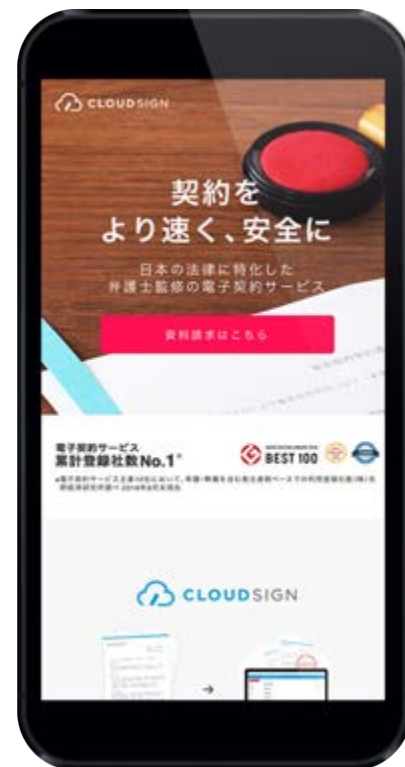 CLOUDSIGN
契約を
より速く、安全に
日本の法律に特化した
弁護士監修の電子契約サービス
資料請求はこちら
電子契約サービス
累計登録社数No.1*
BEST 100
CLOUDSIGN